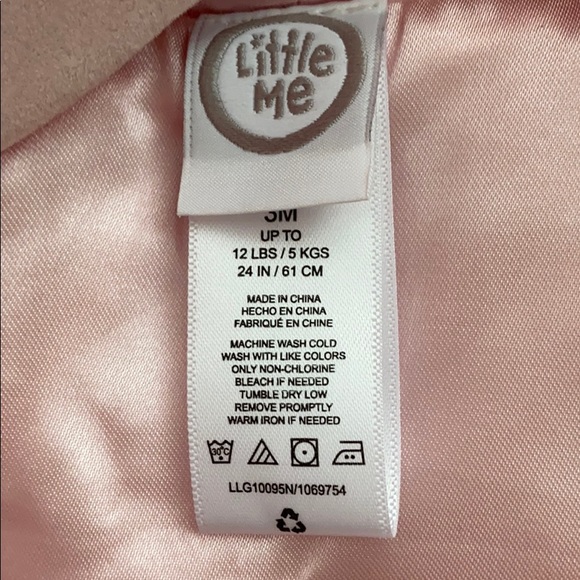 Little
Me
3M
UP TO
12 LBS / 5 KGS
24 IN / 61 CM
MADE IN CHINA
HECHO EN CHINA
FABRIQUÉ EN CHINE
MACHINE WASH COLD
WASH WITH LIKE COLORS
ONLY NON-CHLORINE
BLEACH IF NEEDED
TUMBLE DRY LOW
REMOVE PROMPTLY
WARM IRON IF NEEDED
30°C
LLG10095N/1069754